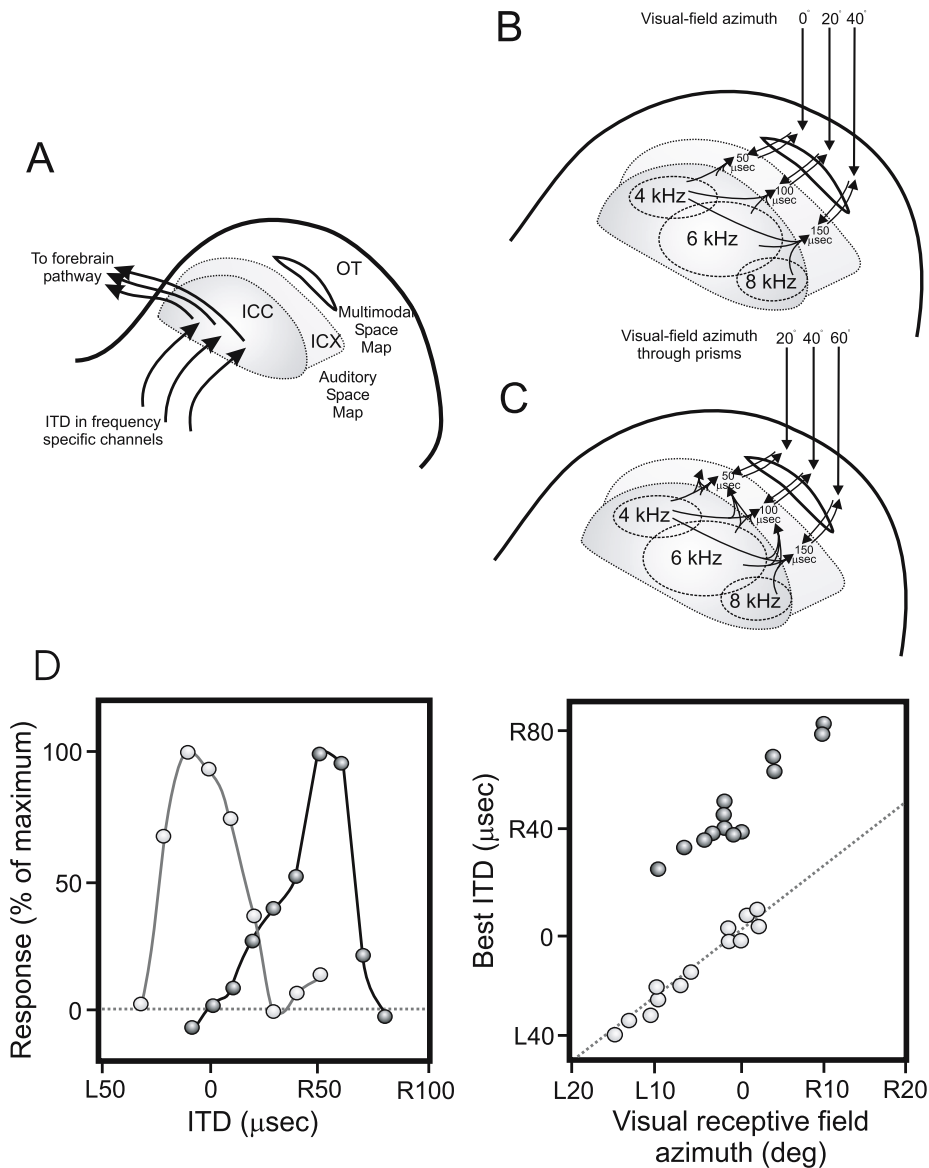 A
To forebrain
pathway
OT
ICC
ICX
Multimodal
Space
Map
Auditory
Space
Map
ITD in frequency
specific channels
B
Visual-field azimuth
0°
20°
40°
50
μsec
100
μsec
150
μsec
4 kHz
6 kHz
8 kHz
C
Visual-field azimuth
through prisms
20°
40°
60°
50
μsec
100
μsec
150
μsec
4 kHz
6 kHz
8 kHz
D
Response (% of maximum)
100
50
0
L50
0
R50
R100
ITD (μsec)
Best ITD (μsec)
R80
R40
0
L40
L20
L10
0
R10
R20
Visual receptive field
azimuth (deg)